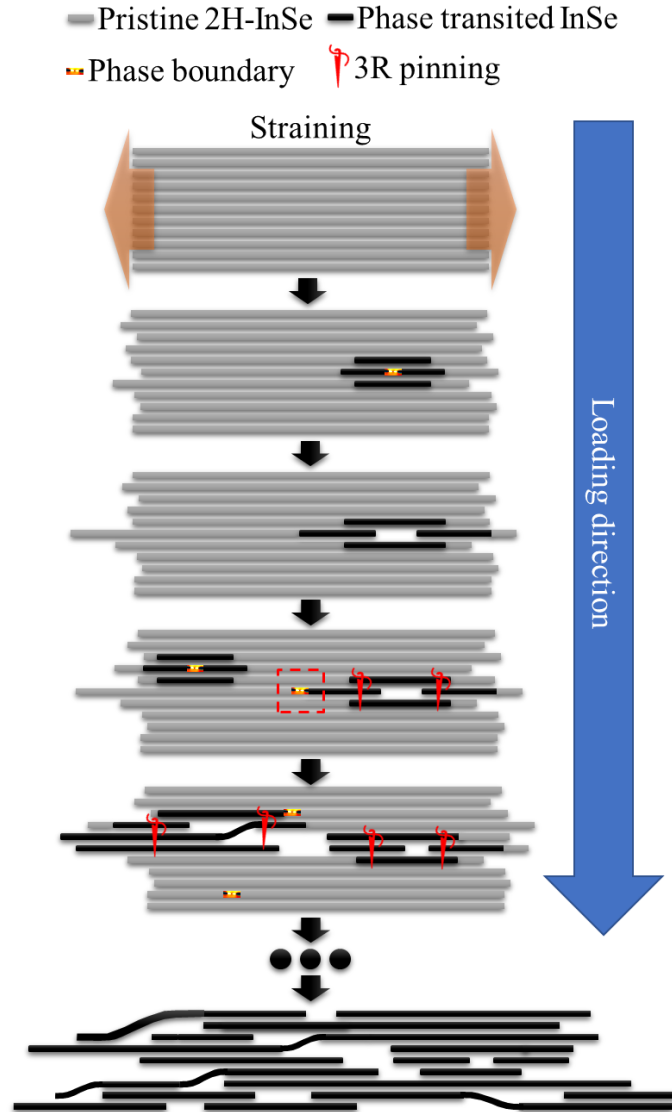 Pristine 2H-InSe Phase transited InSe
Phase boundary 3R pinning
Straining
Loading direction